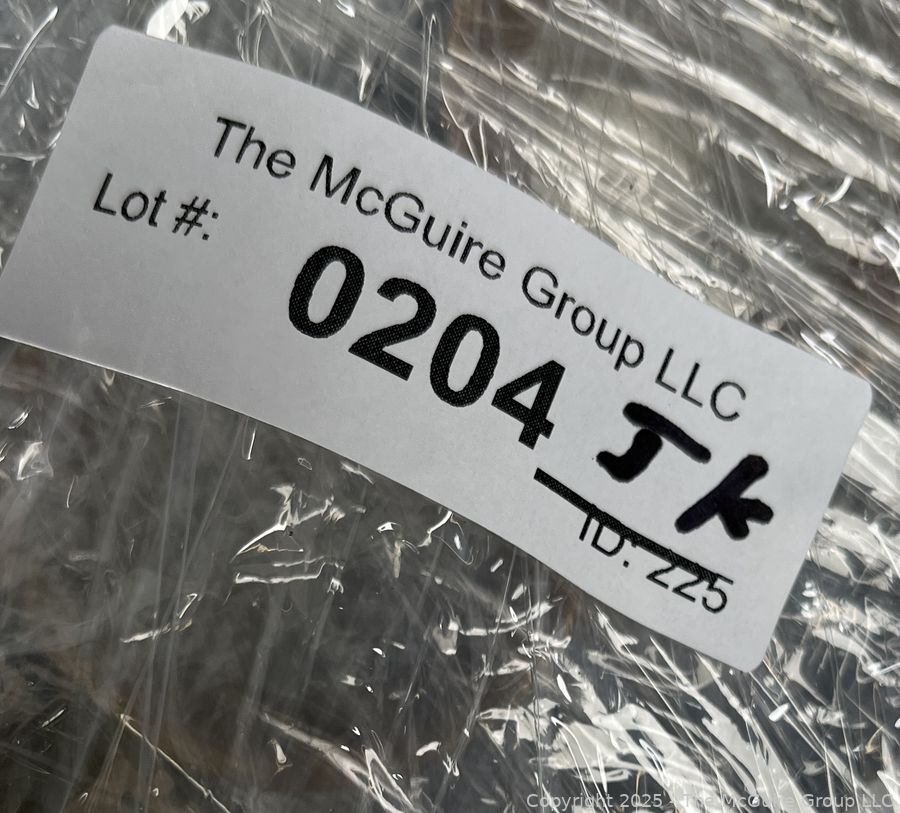 The McGuire Group LLC
Lot #:
0204
JK
ID: 225
Copyright 2025 - The McGuire Group LLC